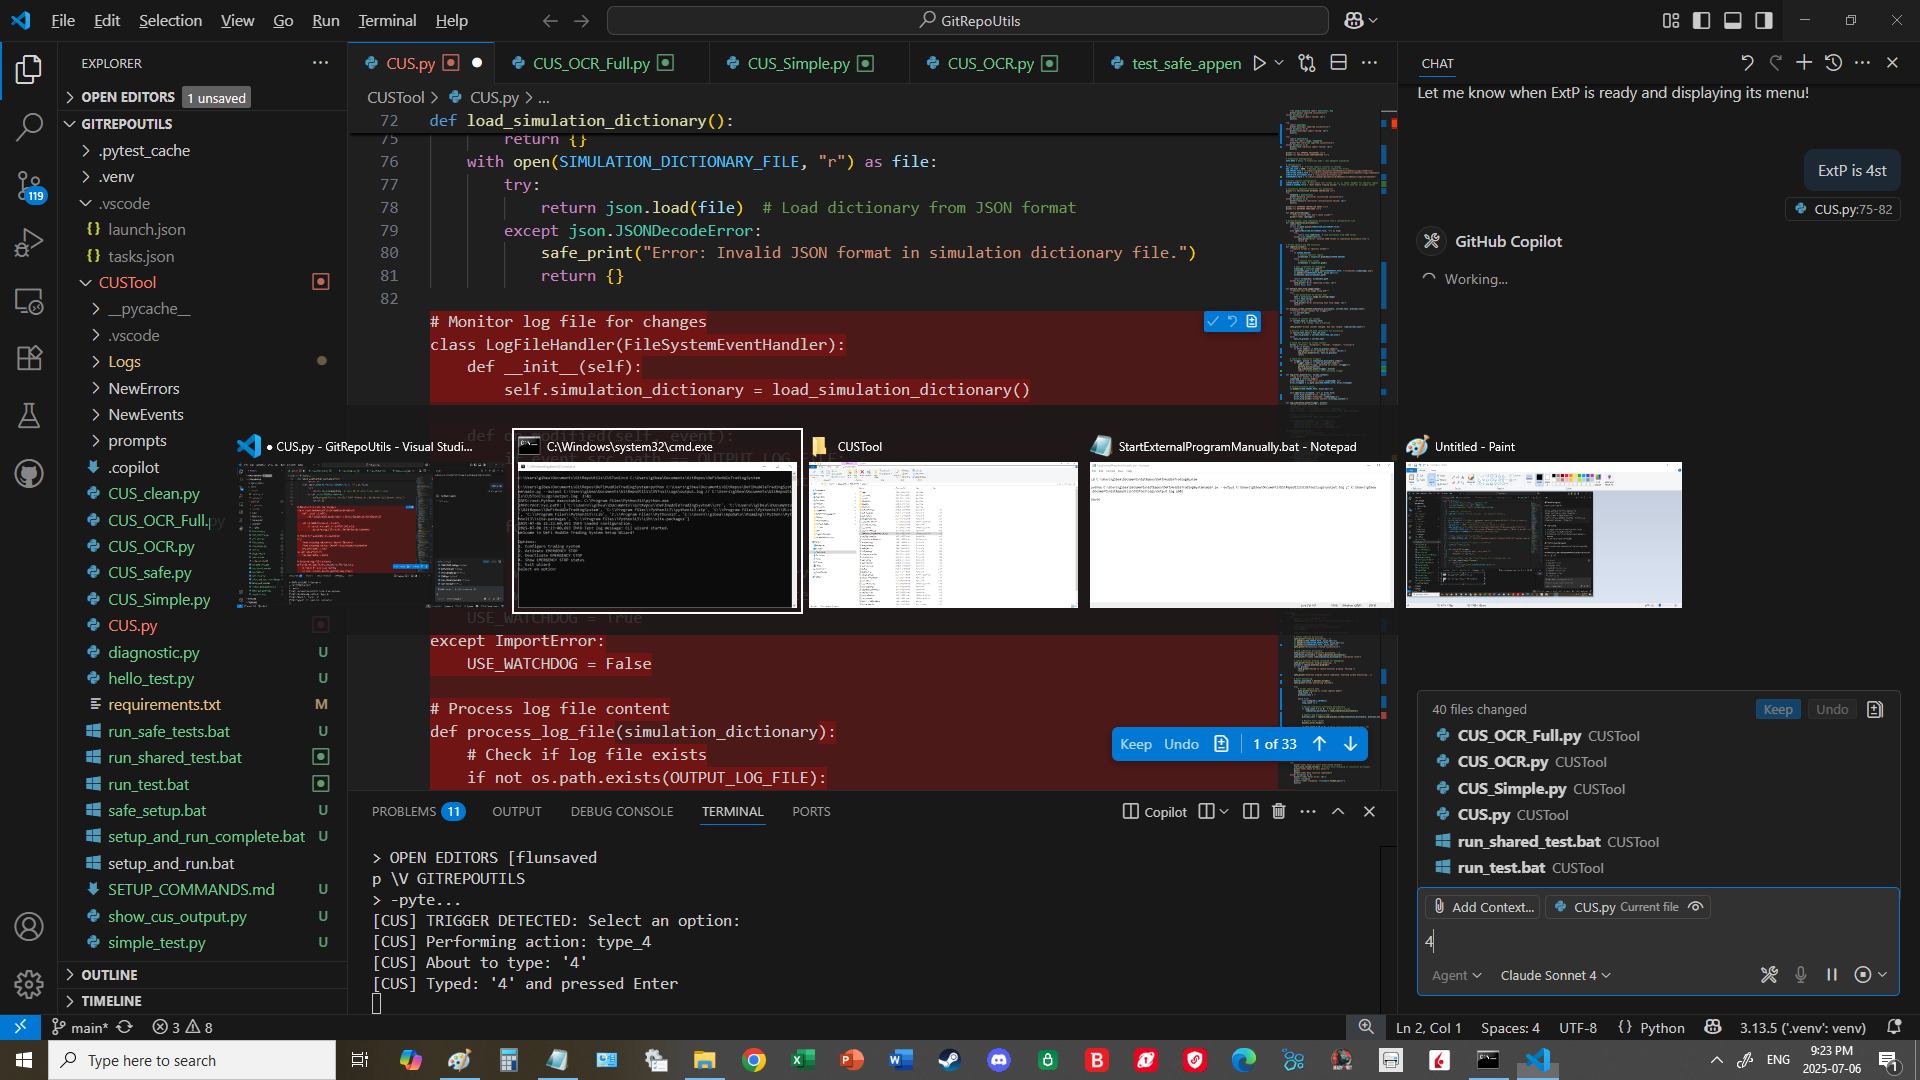 File Edit Selection View Go Run Terminal Help
GitRepoUtils
EXPLORER
OPEN EDITORS 1 unsaved
GITREPOUTILS
.pytest_cache
.venv
.vscode
launch.json
tasks.json
CUSTool
__pycache__
.vscode
Logs
NewErrors
NewEvents
prompts
.copilot
CUS_clean.py
CUS_OCR_Full.py
CUS_OCR.py
CUS_safe.py
CUS_Simple.py
CUS.py
diagnostic.py U
hello_test.py U
requirements.txt M
run_safe_tests.bat U
run_shared_test.bat
run_test.bat
safe_setup.bat U
setup_and_run_complete.bat U
setup_and_run.bat
SETUP_COMMANDS.md U
show_cus_output.py U
simple_test.py U
OUTLINE
TIMELINE
119
CUS.py
CUS_OCR_Full.py
CUS_Simple.py
CUS_OCR.py
test_safe_appen
CUSTool > CUS.py > ...
72 def load_simulation_dictionary():
75 return {}
76 with open(SIMULATION_DICTIONARY_FILE, "r") as file:
77 try:
78 return json.load(file) # Load dictionary from JSON format
79 except json.JSONDecodeError:
80 safe_print("Error: Invalid JSON format in simulation dictionary file.")
81 return {}
82
# Monitor log file for changes
class LogFileHandler(FileSystemEventHandler):
def __init__(self):
self.simulation_dictionary = load_simulation_dictionary()
● CUS.py - GitRepoUtils - Visual Studi...
C:\Windows\system32\cmd.exe
CUSTool
StartExternalProgramManually.bat - Notepad
Untitled - Paint
USE_WATCHDOG = True
except ImportError:
USE_WATCHDOG = False
# Process log file content
def process_log_file(simulation_dictionary):
# Check if log file exists
if not os.path.exists(OUTPUT_LOG_FILE):
Keep Undo 1 of 33
PROBLEMS 11 OUTPUT DEBUG CONSOLE TERMINAL PORTS
Copilot
> OPEN EDITORS [flunsaved
p \V GITREPOUTILS
> -pyte...
[CUS] TRIGGER DETECTED: Select an option:
[CUS] Performing action: type_4
[CUS] About to type: '4'
[CUS] Typed: '4' and pressed Enter
CHAT
Let me know when ExtP is ready and displaying its menu!
ExtP is 4st
CUS.py:75-82
GitHub Copilot
Working...
40 files changed
Keep Undo
CUS_OCR_Full.py CUSTool
CUS_OCR.py CUSTool
CUS_Simple.py CUSTool
CUS.py CUSTool
run_shared_test.bat CUSTool
run_test.bat CUSTool
Add Context...
CUS.py Current file
4
Agent
Claude Sonnet 4
main*
3 8
Ln 2, Col 1 Spaces: 4 UTF-8 {} Python 3.13.5 ('.venv': venv)
Type here to search
ENG
9:23 PM
2025-07-06
1